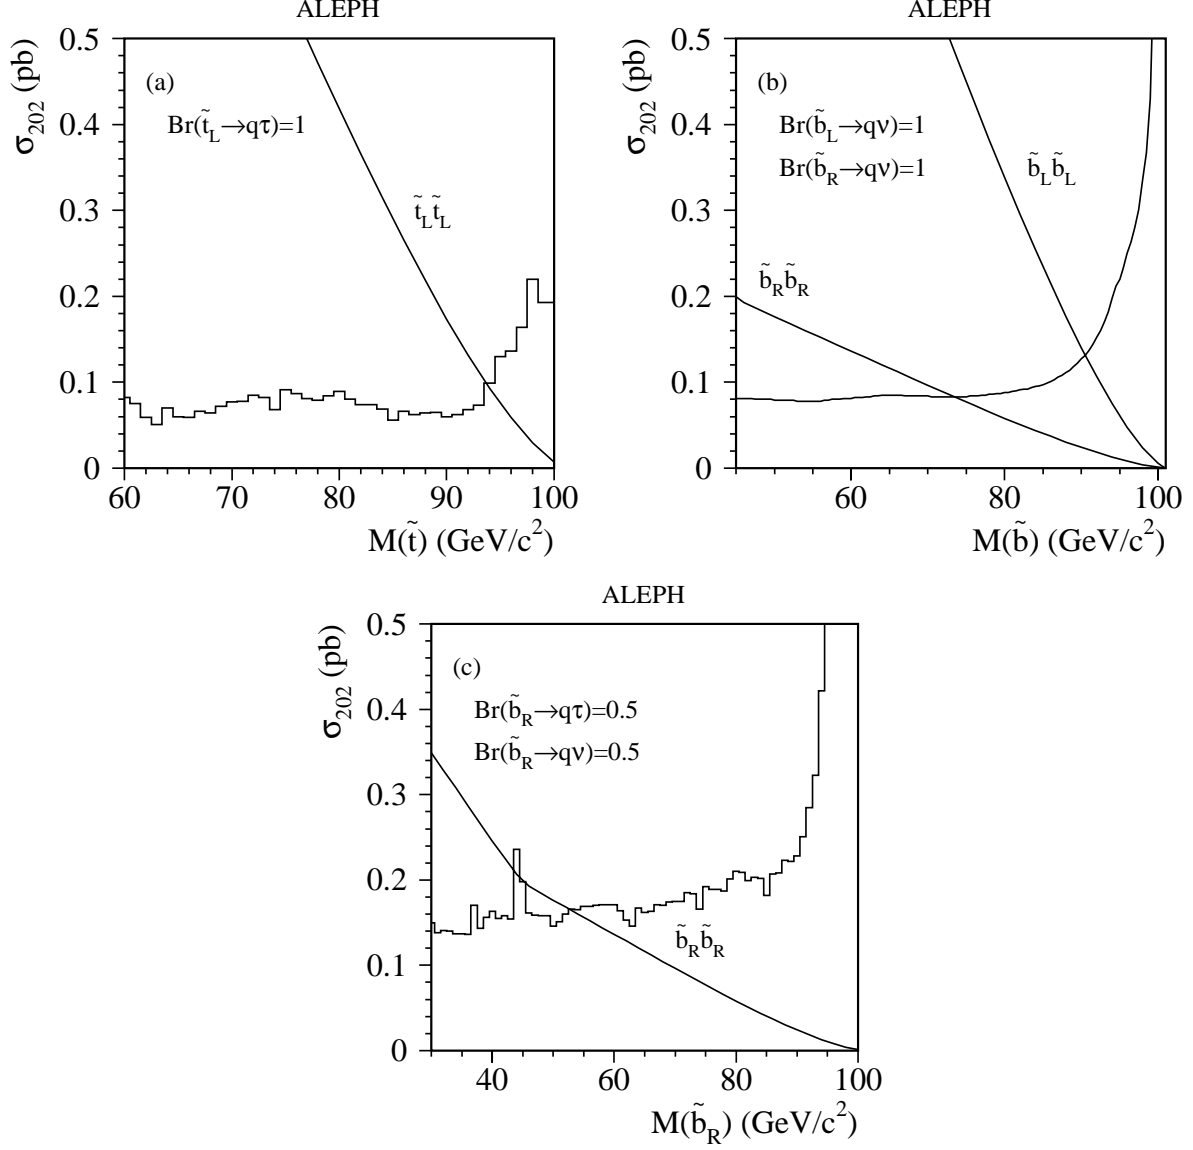 ALEPH
σ202 (pb)
0.5
0.4
0.3
0.2
0.1
0
(a)
Br(t̃L→qτ)=1
t̃Lt̃L
60 70 80 90 100
M(t̃) (GeV/c2)
ALEPH
σ202 (pb)
0.5
0.4
0.3
0.2
0.1
0
(b)
Br(b̃L→qν)=1
Br(b̃R→qν)=1
b̃Lb̃L
b̃Rb̃R
60 80 100
M(b̃) (GeV/c2)
ALEPH
σ202 (pb)
0.5
0.4
0.3
0.2
0.1
0
(c)
Br(b̃R→qτ)=0.5
Br(b̃R→qν)=0.5
b̃Rb̃R
40 60 80 100
M(b̃R) (GeV/c2)